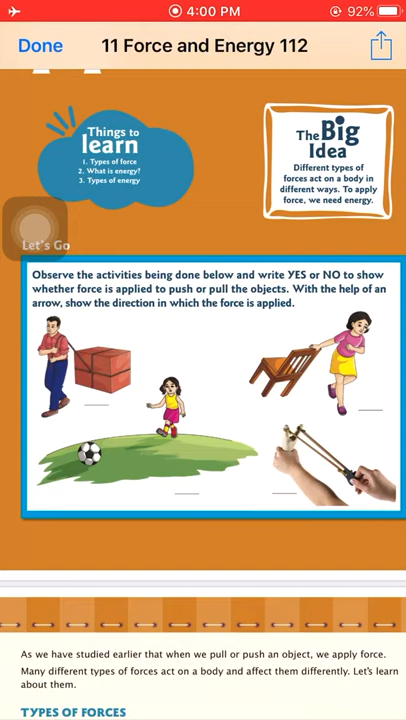 4:00 PM
92%
Done
11 Force and Energy 112
Things to
learn
1. Types of force
2. What is energy?
3. Types of energy
The Big
Idea
Different types of
forces act on a body in
different ways. To apply
force, we need energy.
Let's Go
Observe the activities being done below and write YES or NO to show
whether force is applied to push or pull the objects. With the help of an
arrow, show the direction in which the force is applied.
As we have studied earlier that when we pull or push an object, we apply force.
Many different types of forces act on a body and affect them differently. Let's learn
about them.
TYPES OF FORCES